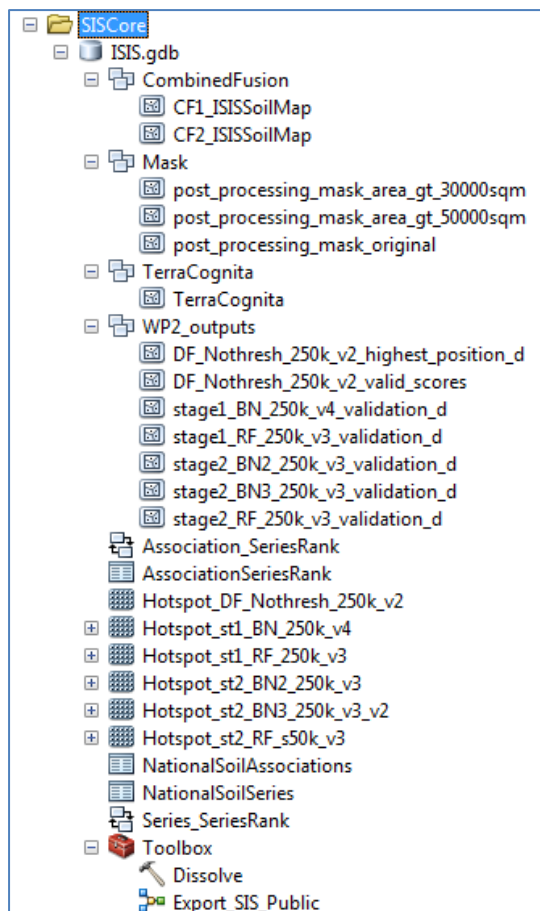 SISCore
ISIS.gdb
CombinedFusion
CF1_ISISSoilMap
CF2_ISISSoilMap
Mask
post_processing_mask_area_gt_30000sqm
post_processing_mask_area_gt_50000sqm
post_processing_mask_original
TerraCognita
TerraCognita
WP2_outputs
DF_Nothresh_250k_v2_highest_position_d
DF_Nothresh_250k_v2_valid_scores
stage1_BN_250k_v4_validation_d
stage1_RF_250k_v3_validation_d
stage2_BN2_250k_v3_validation_d
stage2_BN3_250k_v3_validation_d
stage2_RF_250k_v3_validation_d
Association_SeriesRank
AssociationSeriesRank
Hotspot_DF_Nothresh_250k_v2
Hotspot_st1_BN_250k_v4
Hotspot_st1_RF_250k_v3
Hotspot_st2_BN2_250k_v3
Hotspot_st2_BN3_250k_v3_v2
Hotspot_st2_RF_s50k_v3
NationalSoilAssociations
NationalSoilSeries
Series_SeriesRank
Toolbox
Dissolve
Export_SIS_Public